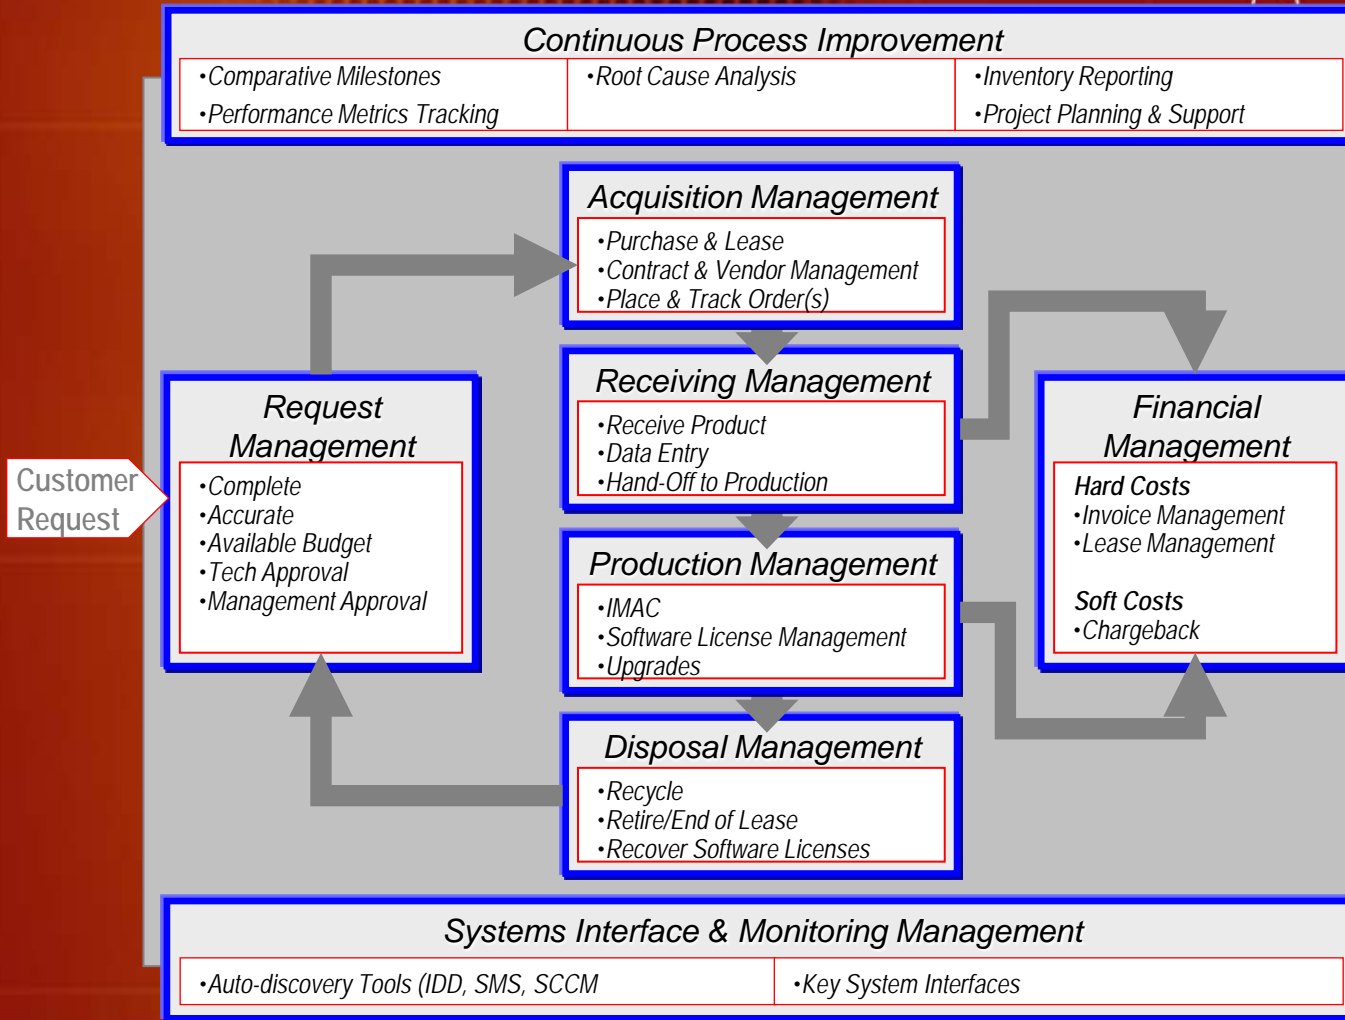 Continuous Process Improvement
•Comparative Milestones
•Performance Metrics Tracking
•Root Cause Analysis
•Inventory Reporting
•Project Planning & Support
Acquisition Management
•Purchase & Lease
•Contract & Vendor Management
•Place & Track Order(s)
Receiving Management
•Receive Product
•Data Entry
•Hand-Off to Production
Customer
Request
Request
Management
•Complete
•Accurate
•Available Budget
•Tech Approval
•Management Approval
Financial
Management
Hard Costs
•Invoice Management
•Lease Management
Soft Costs
•Chargeback
Production Management
•IMAC
•Software License Management
•Upgrades
Disposal Management
•Recycle
•Retire/End of Lease
•Recover Software Licenses
Systems Interface & Monitoring Management
•Auto-discovery Tools (IDD, SMS, SCCM
•Key System Interfaces